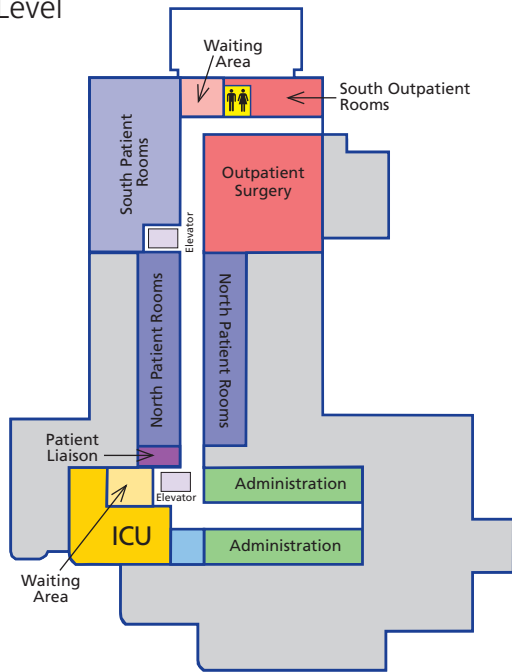 Level
Waiting
Area
South Outpatient
Rooms
South Patient
Rooms
Outpatient
Surgery
Elevator
North Patient Rooms
North Patient Rooms
Patient
Liaison
Elevator
Administration
ICU
Administration
Waiting
Area